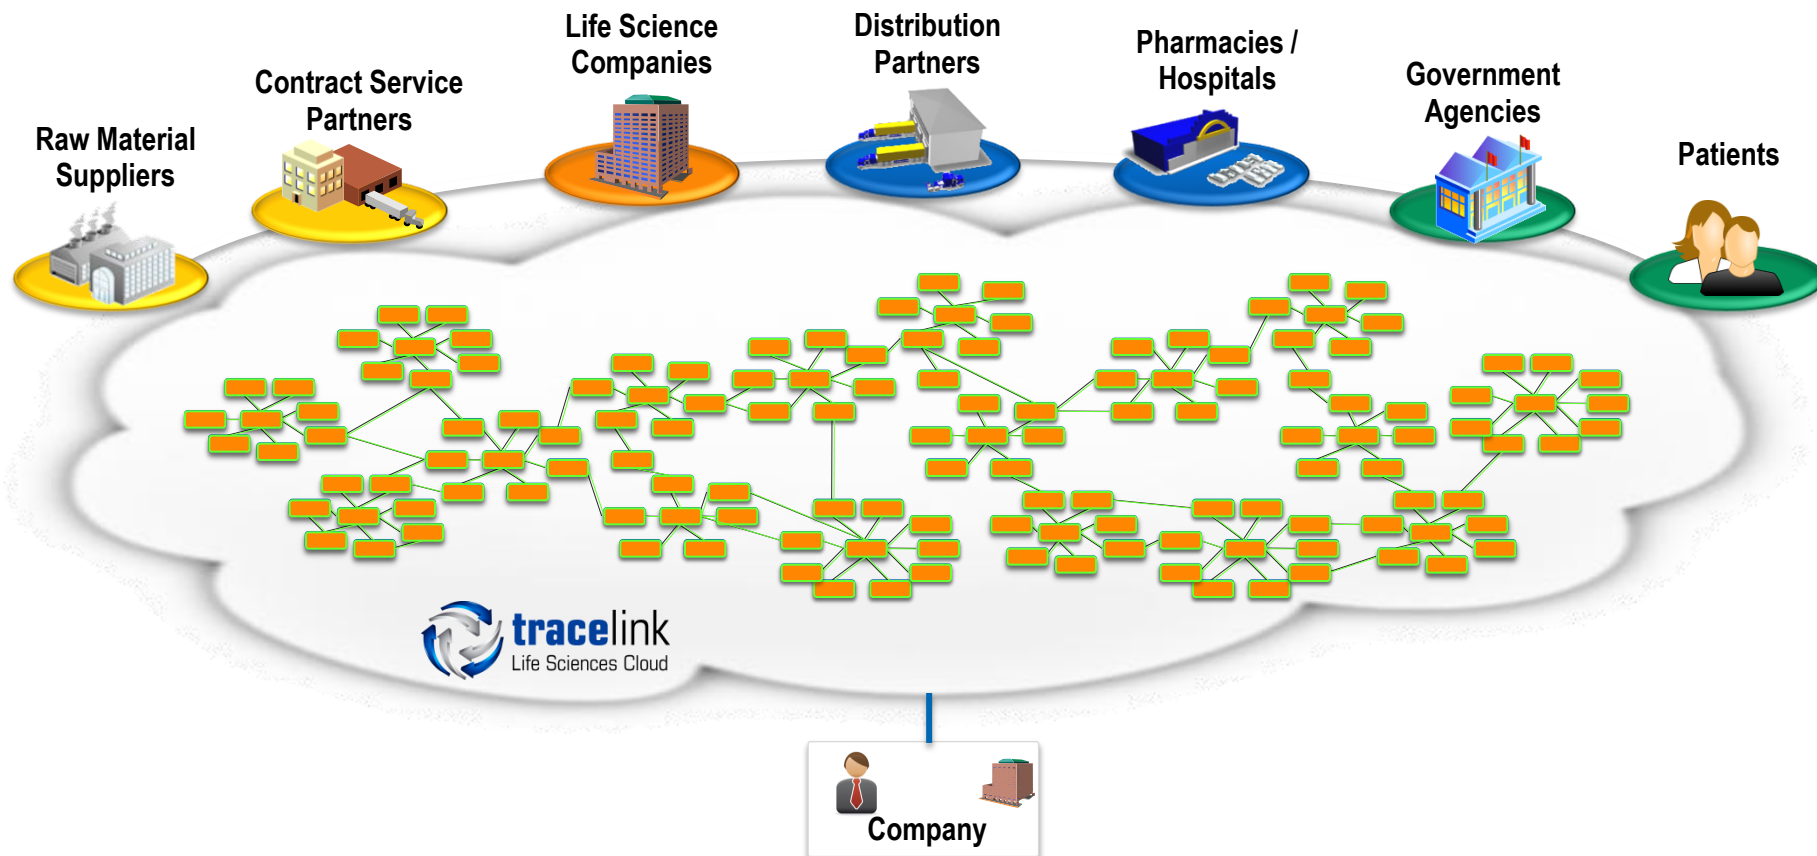 Raw Material
Suppliers
Contract Service
Partners
Life Science
Companies
Distribution
Partners
Pharmacies /
Hospitals
Government
Agencies
Patients
tracelink
Life Sciences Cloud
Company